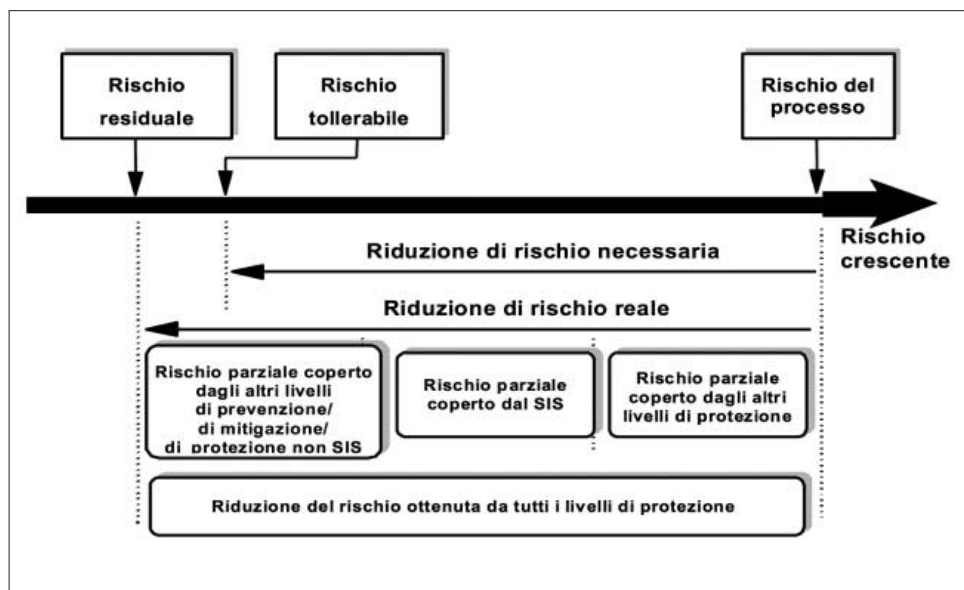 Rischio
residuale
Rischio
tollerabile
Rischio del
processo
Rischio
crescente
Riduzione di rischio necessaria
Riduzione di rischio reale
Rischio parziale coperto
dagli altri livelli
di prevenzione/
di mitigazione/
di protezione non SIS
Rischio parziale
coperto dal SIS
Rischio parziale
coperto dagli altri
livelli di protezione
Riduzione del rischio ottenuta da tutti i livelli di protezione